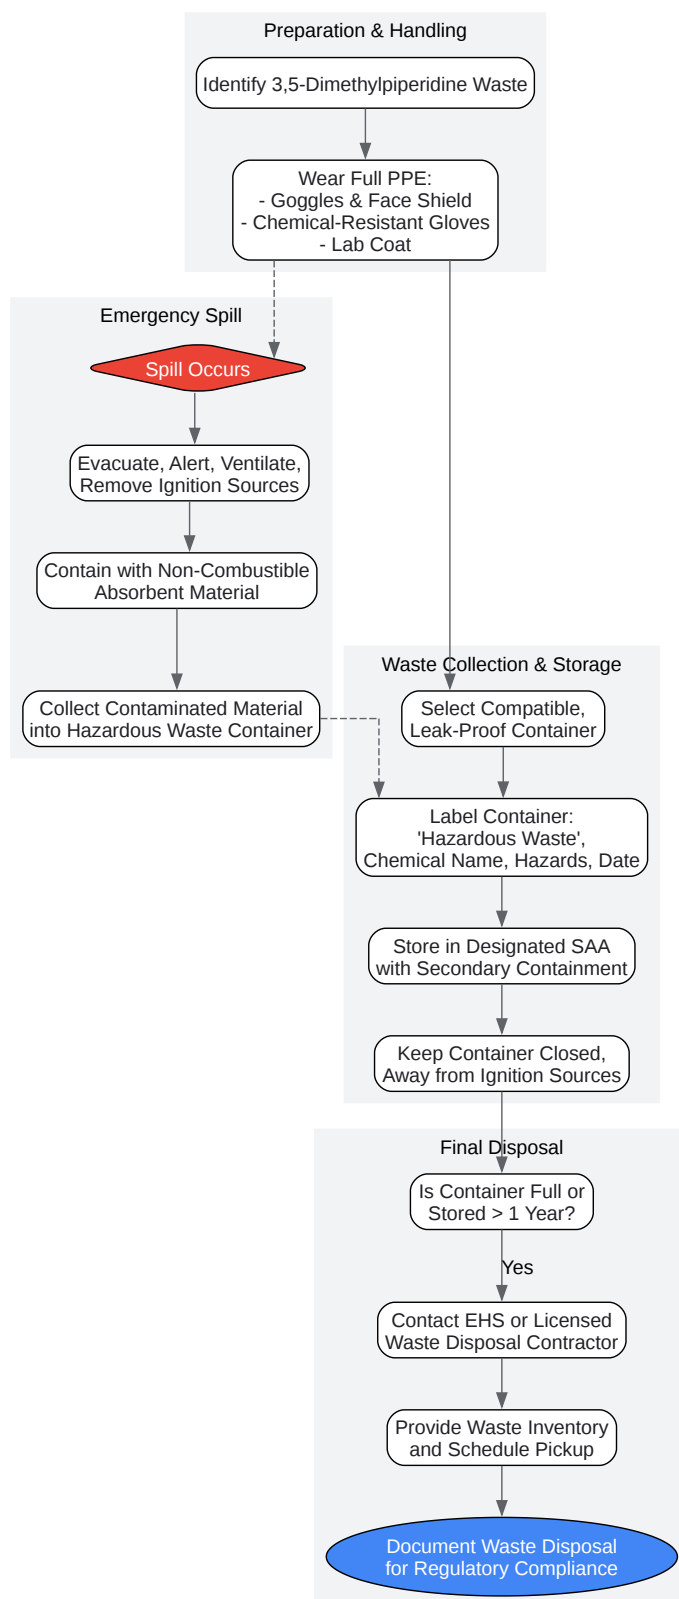 Preparation & Handling
Identify 3,5-Dimethylpiperidine Waste
Wear Full PPE:
- Goggles & Face Shield
- Chemical-Resistant Gloves
- Lab Coat
Emergency Spill
Spill Occurs
Evacuate, Alert, Ventilate,
Remove Ignition Sources
Contain with Non-Combustible
Absorbent Material
Collect Contaminated Material
into Hazardous Waste Container
Waste Collection & Storage
Select Compatible,
Leak-Proof Container
Label Container:
'Hazardous Waste',
Chemical Name, Hazards, Date
Store in Designated SAA
with Secondary Containment
Keep Container Closed,
Away from Ignition Sources
Final Disposal
Is Container Full or
Stored > 1 Year?
Yes
Contact EHS or Licensed
Waste Disposal Contractor
Provide Waste Inventory
and Schedule Pickup
Document Waste Disposal
for Regulatory Compliance